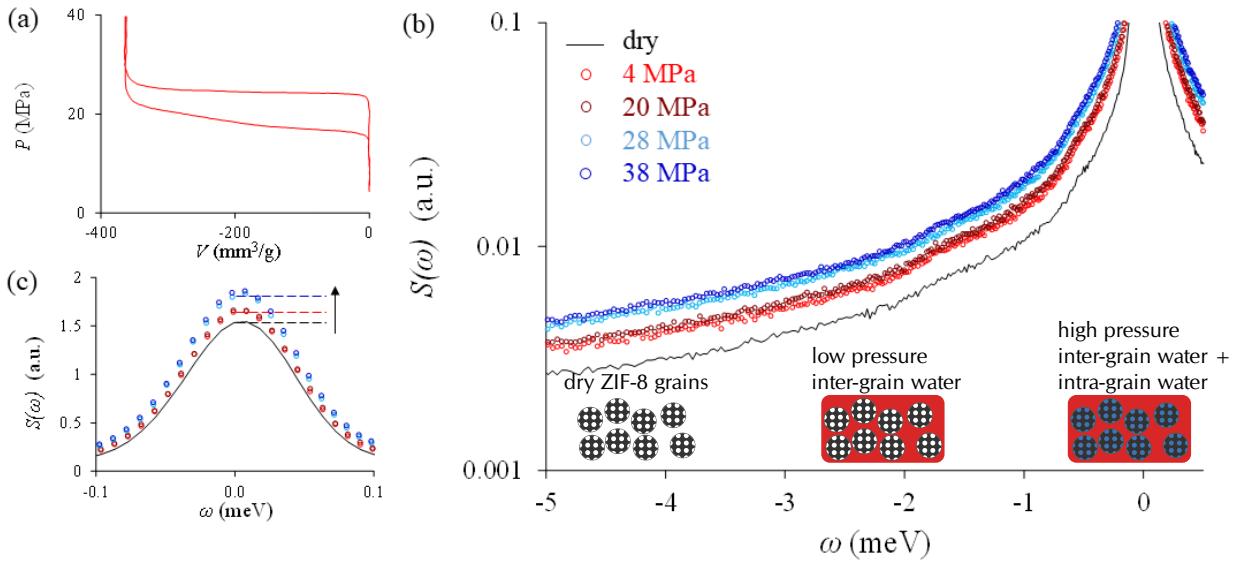 (a)
40
20
0
P (MPa)
-400
-200
0
V (mm³/g)
(b)
0.1
0.01
0.001
S(ω) (a.u.)
dry
4 MPa
20 MPa
28 MPa
38 MPa
dry ZIF-8 grains
low pressure
inter-grain water
high pressure
inter-grain water +
intra-grain water
-5
-4
-3
-2
-1
0
ω (meV)
(c)
2
1.5
1
0.5
0
S(ω) (a.u.)
-0.1
0.0
0.1
ω (meV)